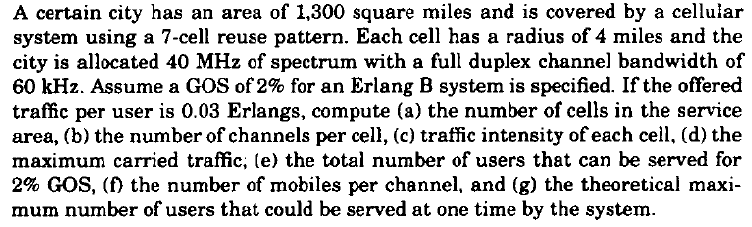 A certain city has an area of 1,300 square miles and is covered by a cellular
system using a 7-cell reuse pattern. Each cell has a radius of 4 miles and the
city is allocated 40 MHz of spectrum with a full duplex channel bandwidth of
60 kHz. Assume a GOS of 2% for an Erlang B system is specified. If the offered
traffic per user is 0.03 Erlangs, compute (a) the number of cells in the service
area, (b) the number of channels per cell, (c) traffic intensity of each cell, (d) the
maximum carried traffic, (e) the total number of users that can be served for
2% GOS, (f) the number of mobiles per channel, and (g) the theoretical maxi-
mum number of users that could be served at one time by the system.